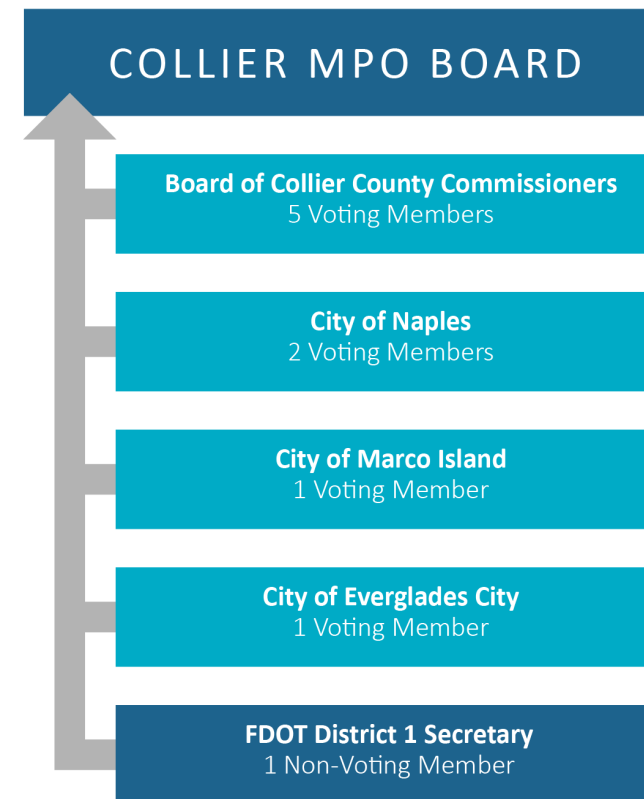 COLLIER MPO BOARD
Board of Collier County Commissioners
5 Voting Members
City of Naples
2 Voting Members
City of Marco Island
1 Voting Member
City of Everglades City
1 Voting Member
FDOT District 1 Secretary
1 Non-Voting Member